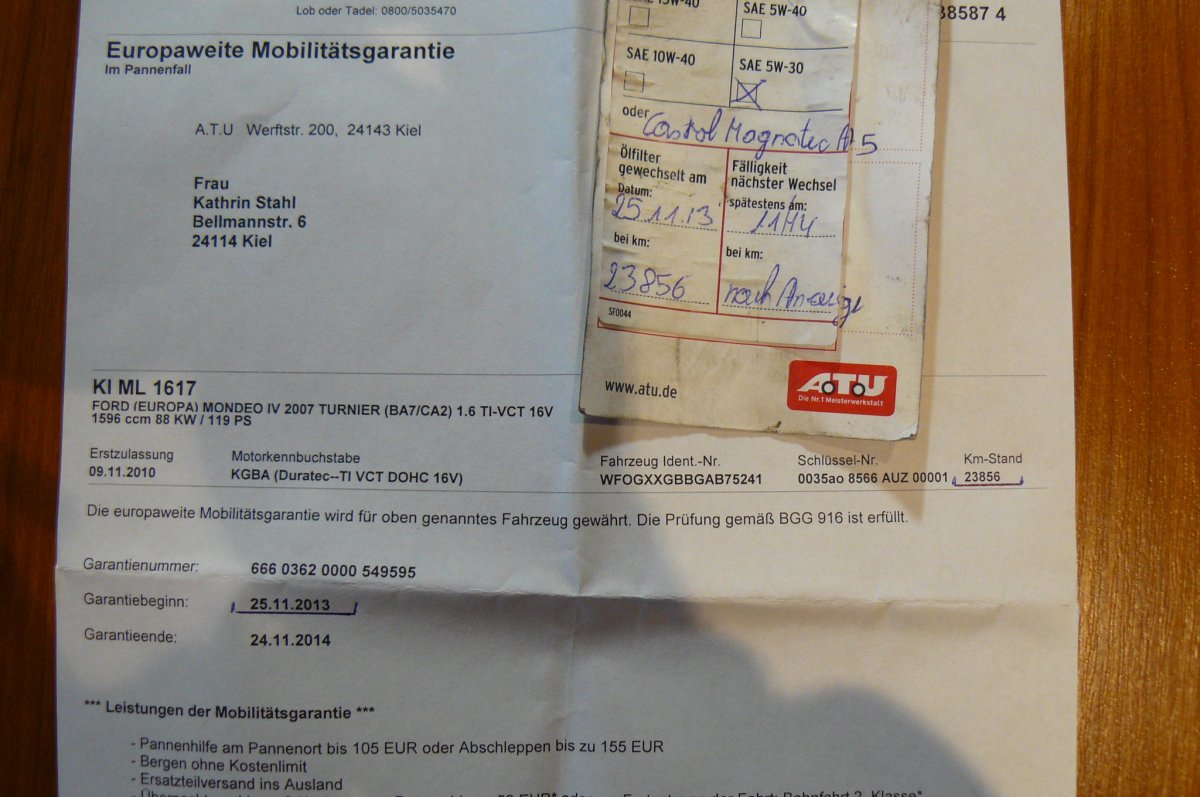 Lob oder Tadel: 0800/5035470
38587 4
Europaweite Mobilitätsgarantie
Im Pannenfall
A.T.U Werftstr. 200, 24143 Kiel
Frau
Kathrin Stahl
Bellmannstr. 6
24114 Kiel
SAE 15W-40
SAE 5W-40
SAE 10W-40
SAE 5W-30
oder Castrol Magnatec A5
Ölfilter
gewechselt am
Datum:
25.11.13
bei km:
23856
SF0044
Fälligkeit
nächster Wechsel
spätestens am:
11/14
bei km:
nach Anzeige
www.atu.de
ATU
Die Nr.1 Meisterwerkstatt
KI ML 1617
FORD (EUROPA) MONDEO IV 2007 TURNIER (BA7/CA2) 1.6 TI-VCT 16V
1596 ccm 88 KW / 119 PS
Erstzulassung Motorkennbuchstabe Fahrzeug Ident.-Nr. Schlüssel-Nr. Km-Stand
09.11.2010 KGBA (Duratec--TI VCT DOHC 16V) WFOGXXGBBGAB75241 0035ao 8566 AUZ 00001 23856
Die europaweite Mobilitätsgarantie wird für oben genanntes Fahrzeug gewährt. Die Prüfung gemäß BGG 916 ist erfüllt.
Garantienummer: 666 0362 0000 549595
Garantiebeginn: 25.11.2013
Garantieende: 24.11.2014
*** Leistungen der Mobilitätsgarantie ***
- Pannenhilfe am Pannenort bis 105 EUR oder Abschleppen bis zu 155 EUR
- Bergen ohne Kostenlimit
- Ersatzteilversand ins Ausland